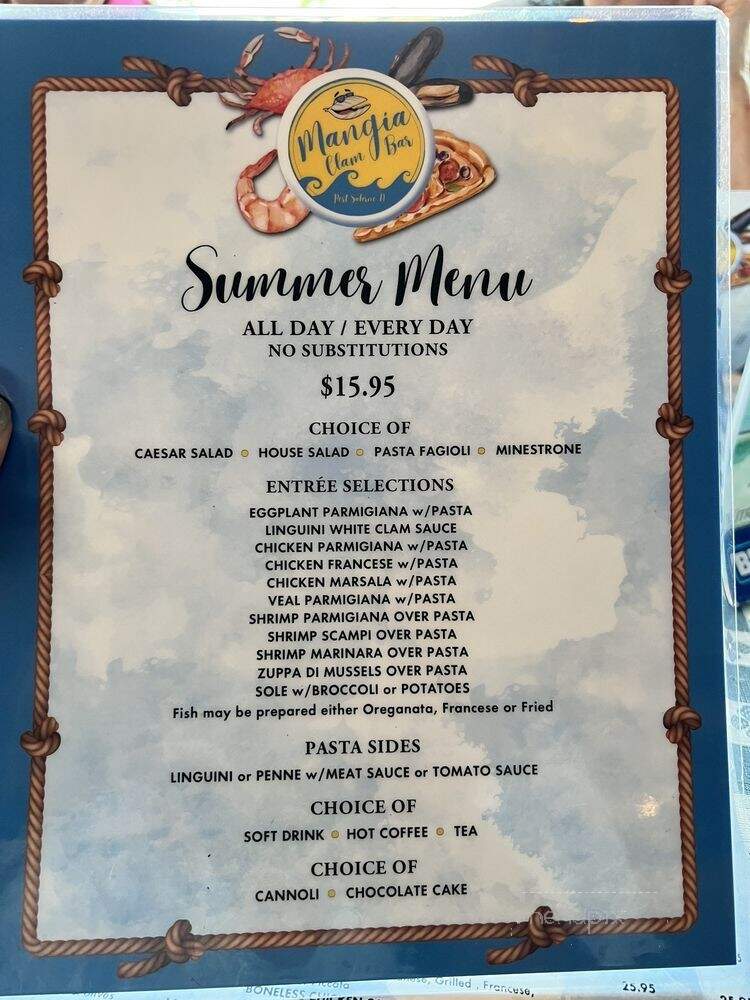 Mangia
Clam Bar
Summer Menu
ALL DAY / EVERY DAY
NO SUBSTITUTIONS
$15.95
CHOICE OF
CAESAR SALAD HOUSE SALAD PASTA FAGIOLI MINESTRONE
ENTRÉE SELECTIONS
EGGPLANT PARMIGIANA w/PASTA
LINGUINI WHITE CLAM SAUCE
CHICKEN PARMIGIANA w/PASTA
CHICKEN FRANCESE w/PASTA
CHICKEN MARSALA w/PASTA
VEAL PARMIGIANA w/PASTA
SHRIMP PARMIGIANA OVER PASTA
SHRIMP SCAMPI OVER PASTA
SHRIMP MARINARA OVER PASTA
ZUPPA DI MUSSELS OVER PASTA
SOLE w/BROCCOLI or POTATOES
Fish may be prepared either Oreganata, Francese or Fried
PASTA SIDES
LINGUINI or PENNE w/MEAT SAUCE or TOMATO SAUCE
CHOICE OF
SOFT DRINK HOT COFFEE TEA
CHOICE OF
CANNOLI CHOCOLATE CAKE
menupix
Grilled, Francese, 25.95
BONELESS